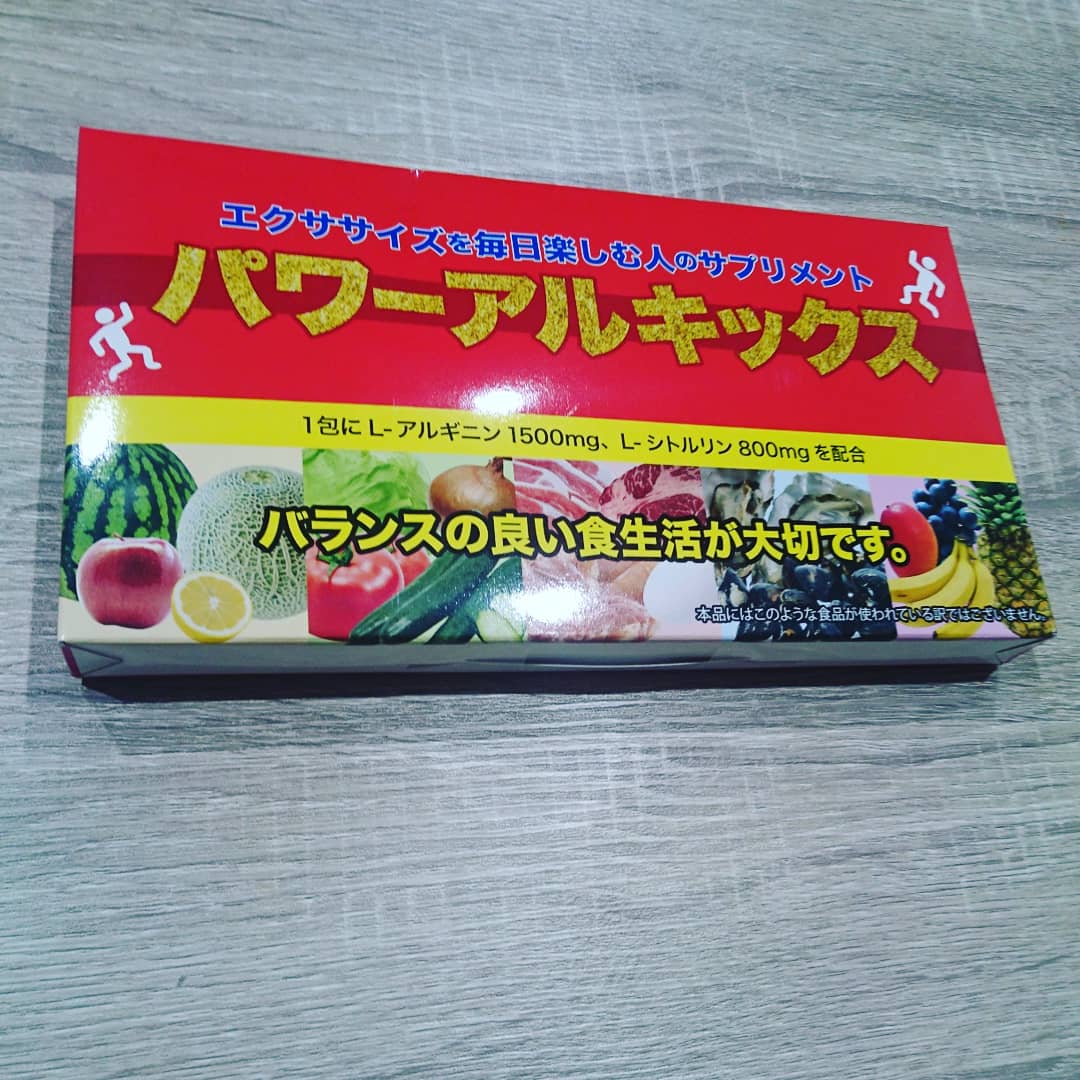 エクササイズを毎日楽しむ人のサプリメント
パワーアルキックス
1包にL-アルギニン1500mg、L-シトルリン800mgを配合
バランスの良い食生活が大切です。
本品にはこのような食品が使われている訳ではございません。